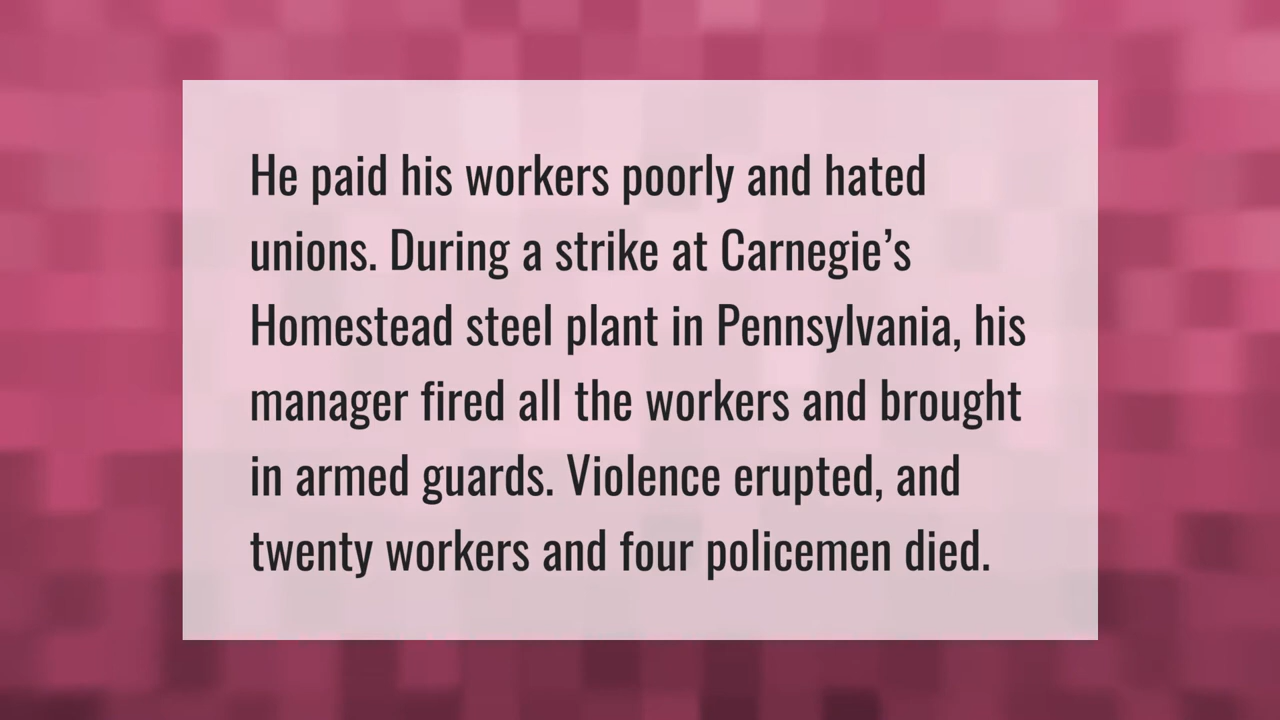 He paid his workers poorly and hated
unions. During a strike at Carnegie’s
Homestead steel plant in Pennsylvania, his
manager fired all the workers and brought
in armed guards. Violence erupted, and
twenty workers and four policemen died.